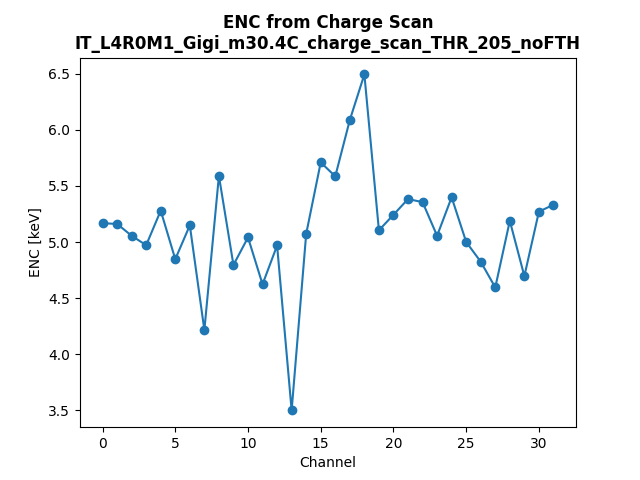 ENC from Charge Scan
IT_L4R0M1_Gigi_m30.4C_charge_scan_THR_205_noFTH
6.5
6.0
5.5
5.0
4.5
4.0
3.5
ENC [keV]
0 5 10 15 20 25 30
Channel